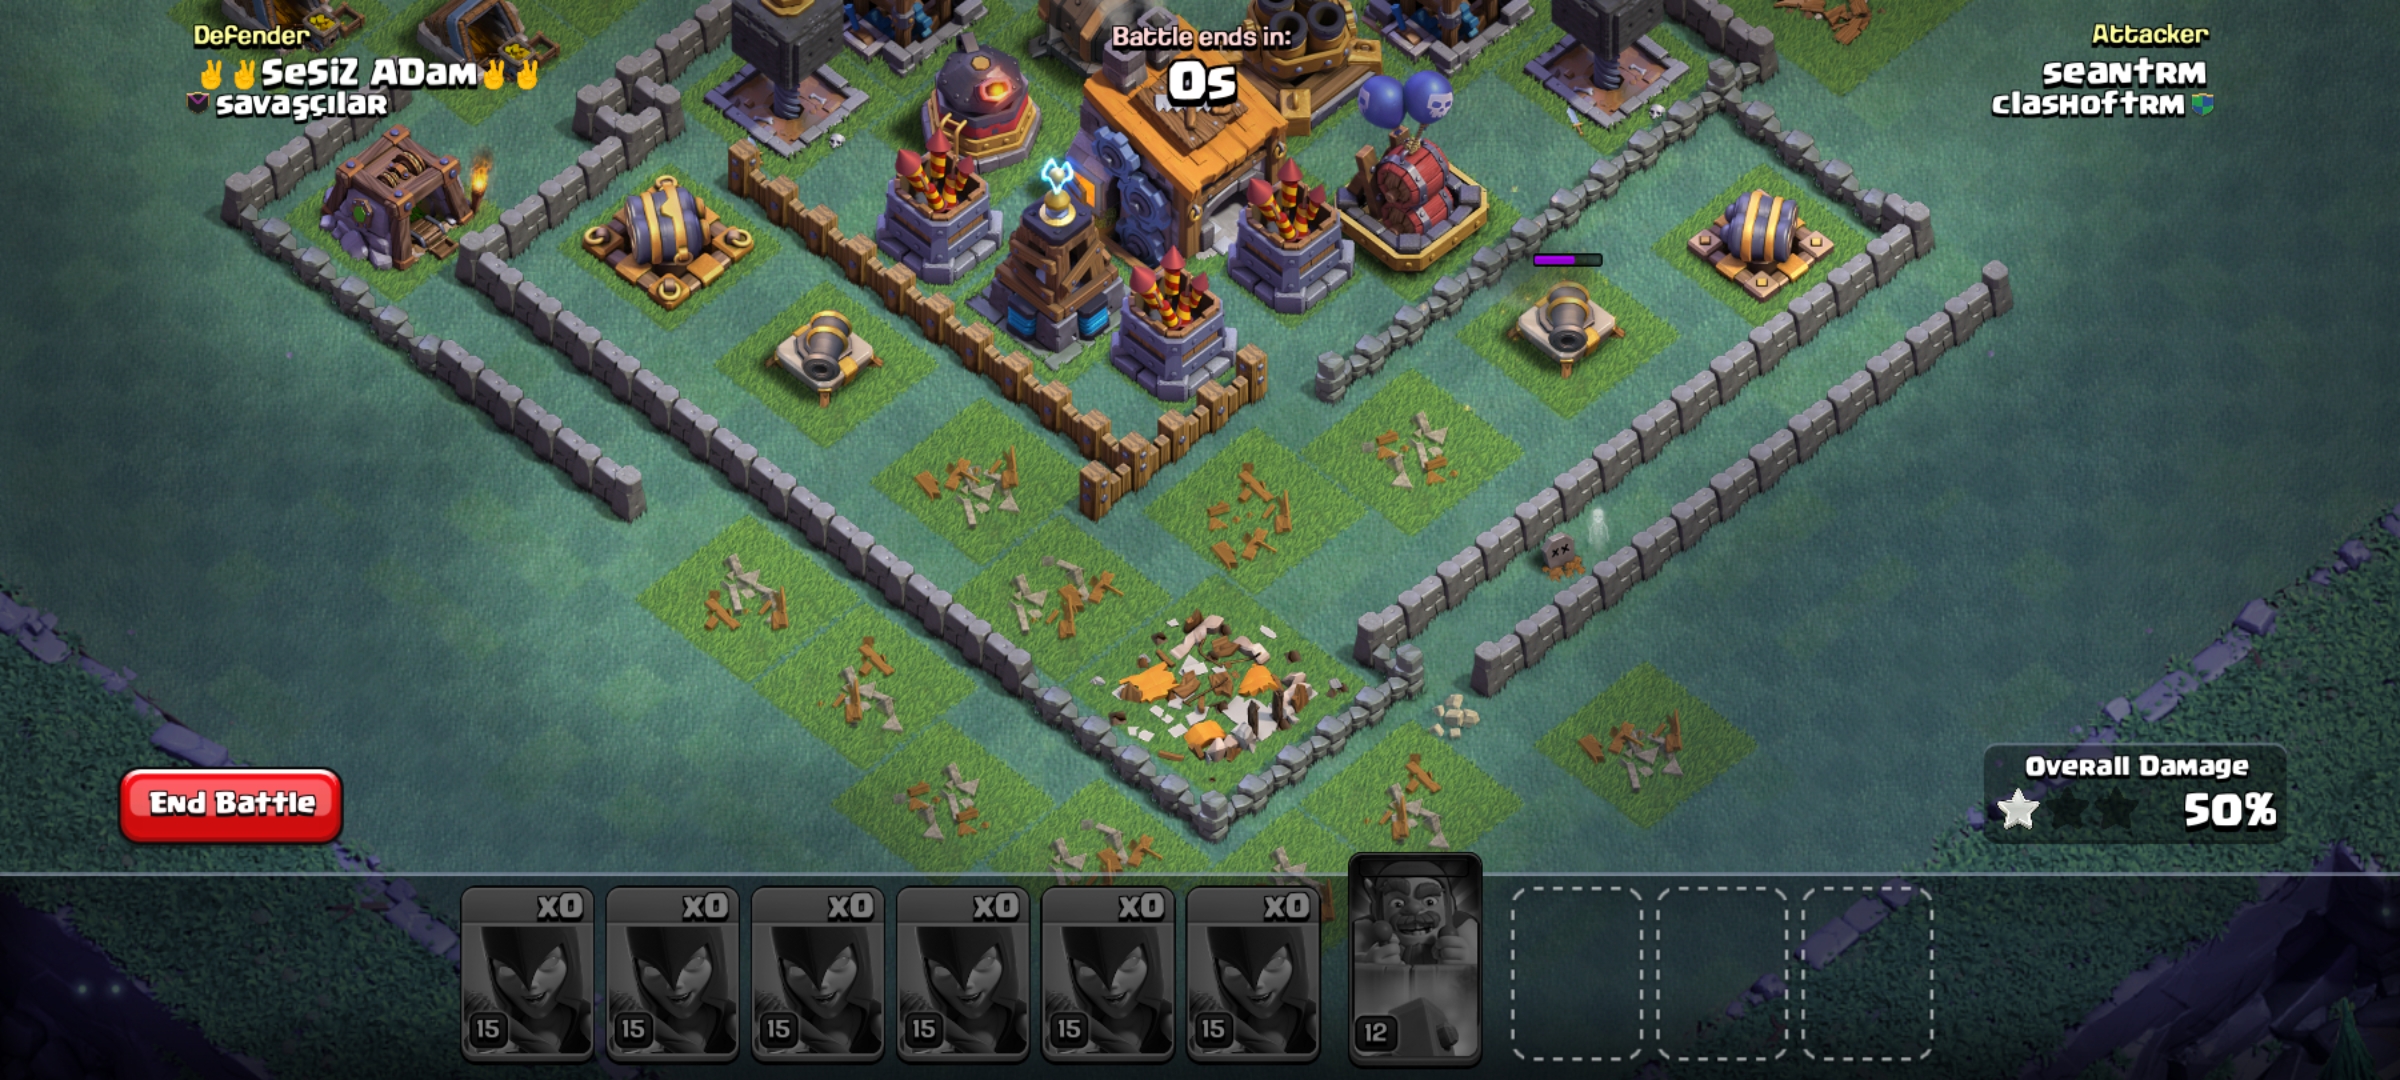 Defender
✌️✌️SeSiZ ADam✌️✌️
savaşçılar
Battle ends in:
0s
Attacker
seantrm
clashoftrm
End Battle
Overall Damage
50%
x0 x0 x0 x0 x0 x0
15 15 15 15 15 15 12